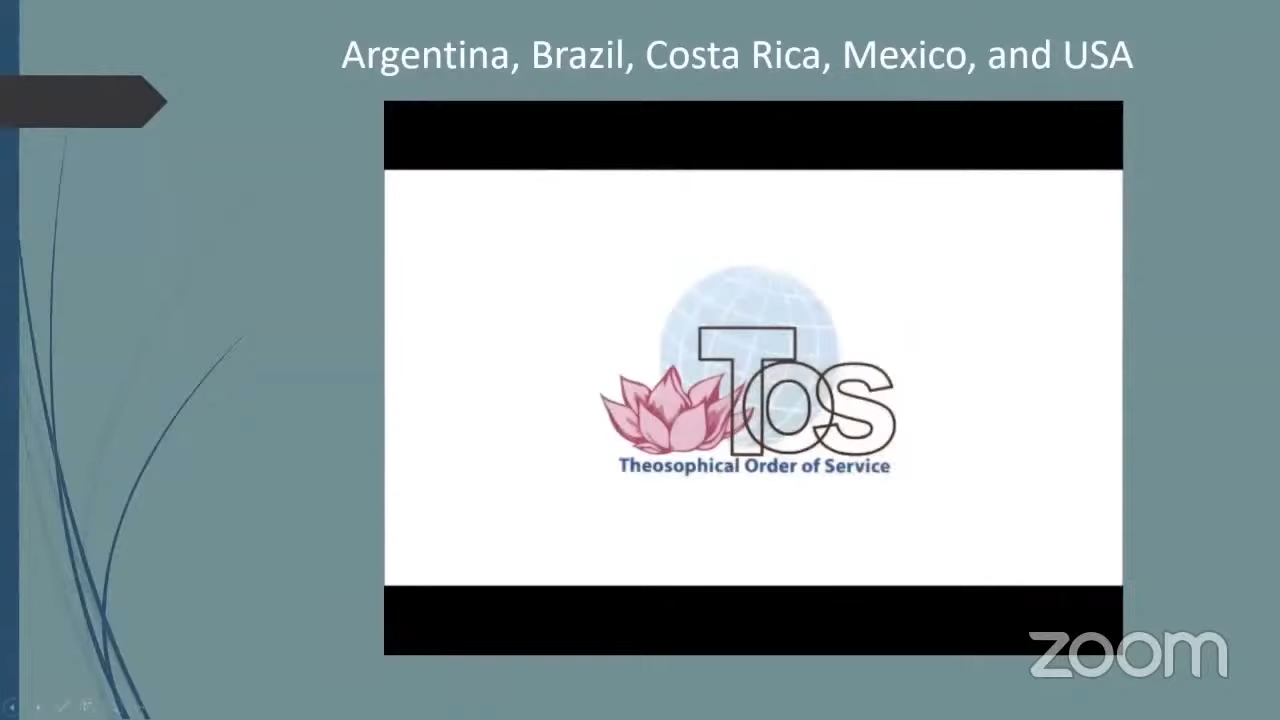 Argentina, Brazil, Costa Rica, Mexico, and USA
TOS
Theosophical Order of Service
zoom